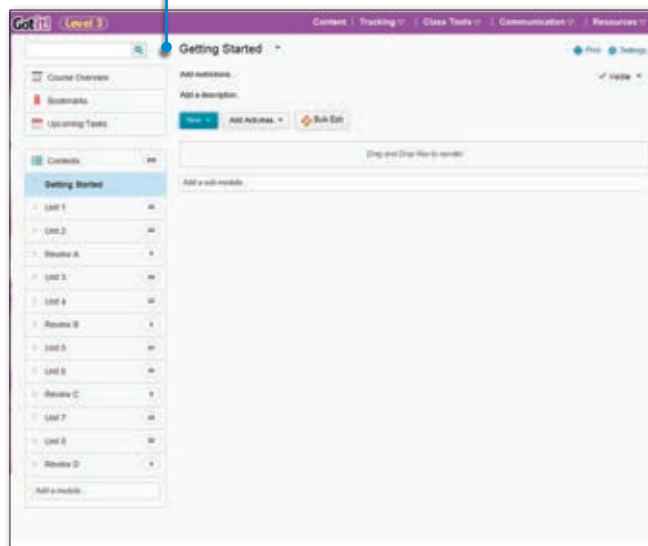 Got it! Level 3
Content Tracking Class Tools Communication Resources
Getting Started
Print Settings
Course Overview
Add restrictions...
Visible
Bookmarks
Add a description...
Upcoming Tasks
New Add Activities Bulk Edit
Contents
Drag and Drop files to
Getting Started
Add a sub-module...
Unit 1
Unit 2
Review A
Unit 3
Unit 4
Review B
Unit 5
Unit 6
Review C
Unit 7
Unit 8
Review D
Add a module...